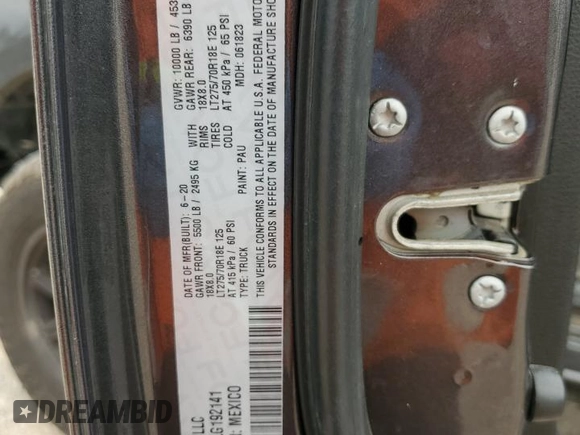 LLC
G192141
: MEXICO
DATE OF MFR(BUILT): 6-20
GVWR: 10000 LB / 453
GAWR FRONT: 5500 LB / 2495 KG WITH GAWR REAR: 6390 LB
18X8.0 RIMS 18X8.0
LT275/70R18E 125 TIRES LT275/70R18E 125
AT 415 kPa / 60 PSI COLD AT 450 kPa / 65 PSI
TYPE: TRUCK PAINT: PAU MDH: 061823
THIS VEHICLE CONFORMS TO ALL APPLICABLE U.S.A. FEDERAL MOTO
STANDARDS IN EFFECT ON THE DATE OF MANUFACTURE SHO
DREAMBID